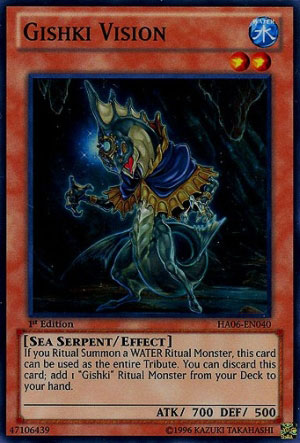 Gishki Vision
WATER
水
1st Edition
HA06-EN040
[Sea Serpent/Effect]
If you Ritual Summon a WATER Ritual Monster, this card
can be used as the entire Tribute. You can discard this
card; add 1 "Gishki" Ritual Monster from your Deck to
your hand.
ATK/ 700 DEF/ 500
47106439
©1996 KAZUKI TAKAHASHI